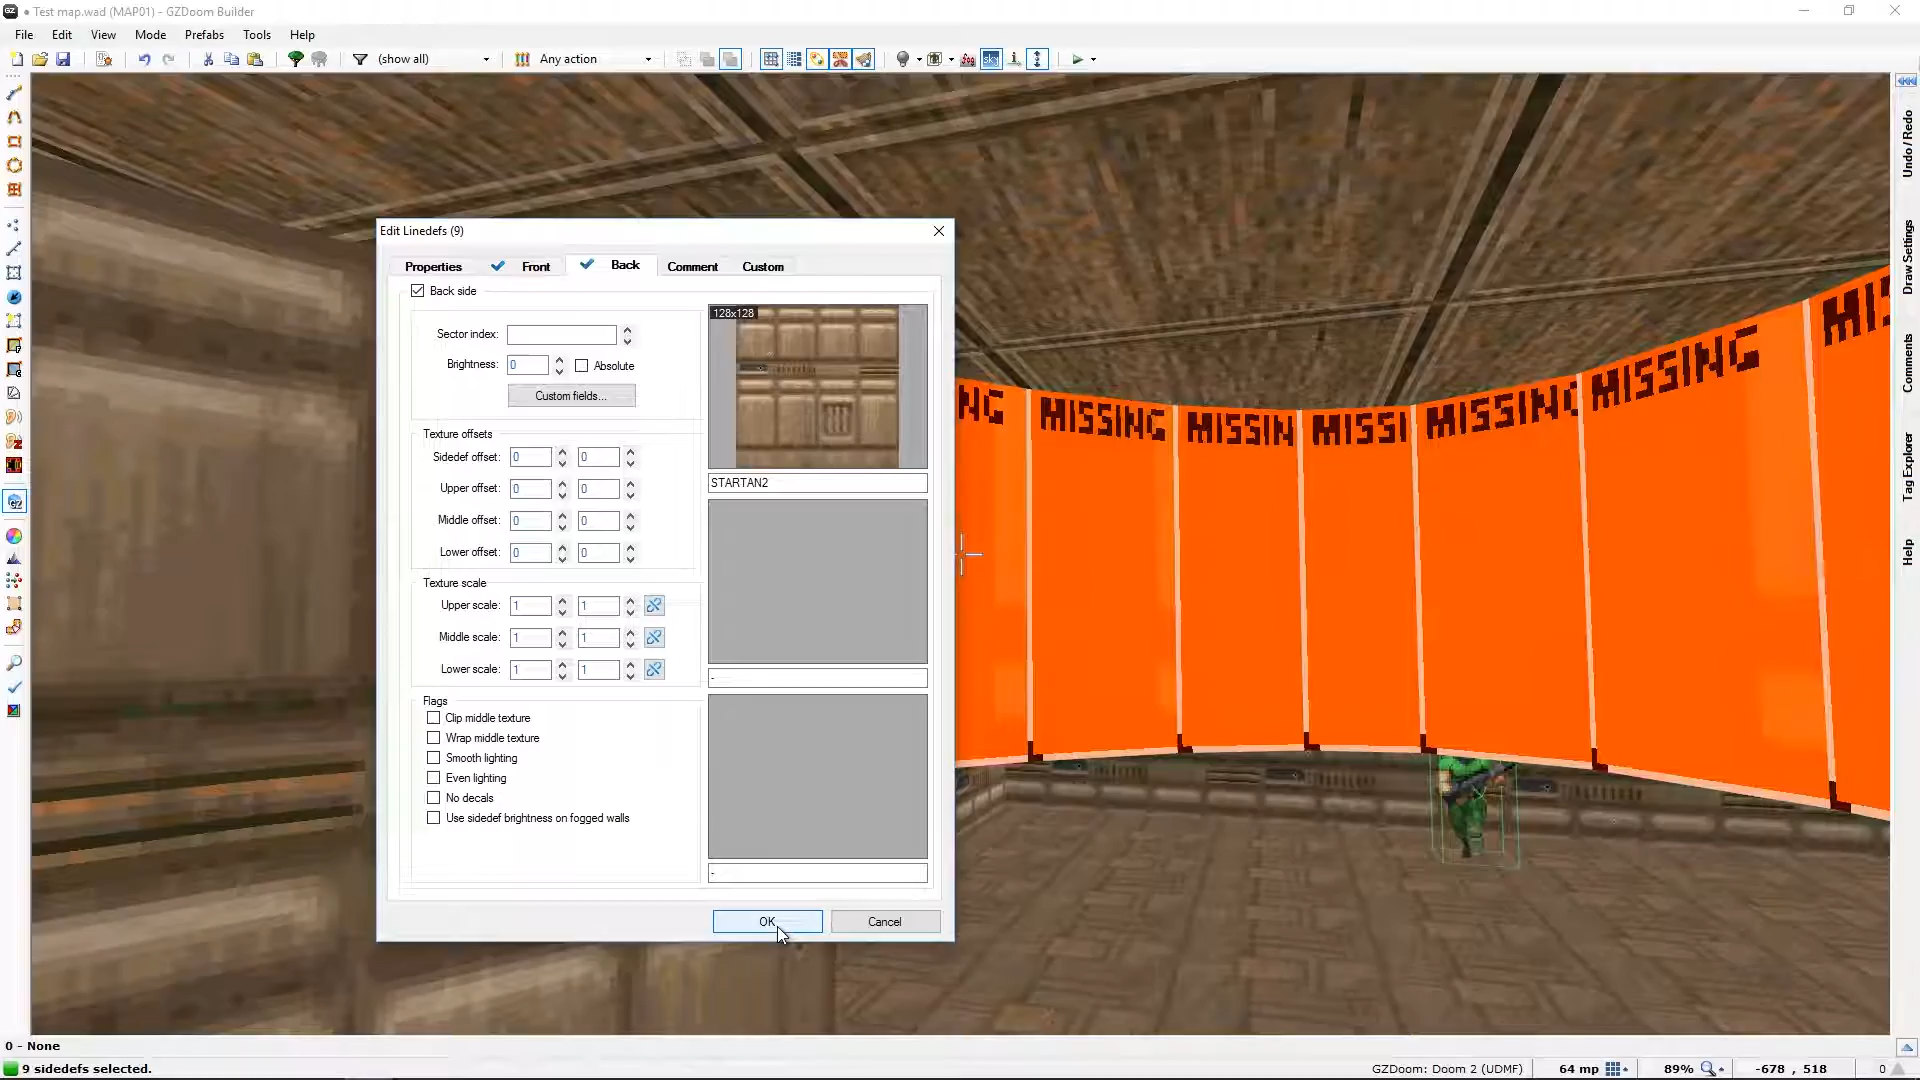 • Test map.wad (MAP01) - GZDoom Builder
File Edit View Mode Prefabs Tools Help
(show all) Any action
Undo / Redo
Draw Settings
Comments
Tag Explorer
Help
Edit Linedefs (9)
Properties Front Back Comment Custom
Back side
Sector index:
Brightness: 0 Absolute
Custom fields...
Texture offsets
Sidedef offset: 0 0
Upper offset: 0 0
Middle offset: 0 0
Lower offset: 0 0
Texture scale
Upper scale: 1 1
Middle scale: 1 1
Lower scale: 1 1
Flags
Clip middle texture
Wrap middle texture
Smooth lighting
Even lighting
No decals
Use sidedef brightness on fogged walls
128x128
STARTAN2
-
-
OK Cancel
NG MISSING MISSIN MISSI MISSING MISSING MISS
0 - None
9 sidedefs selected.
GZDoom: Doom 2 (UDMF) 64 mp 89% -678 , 518 0